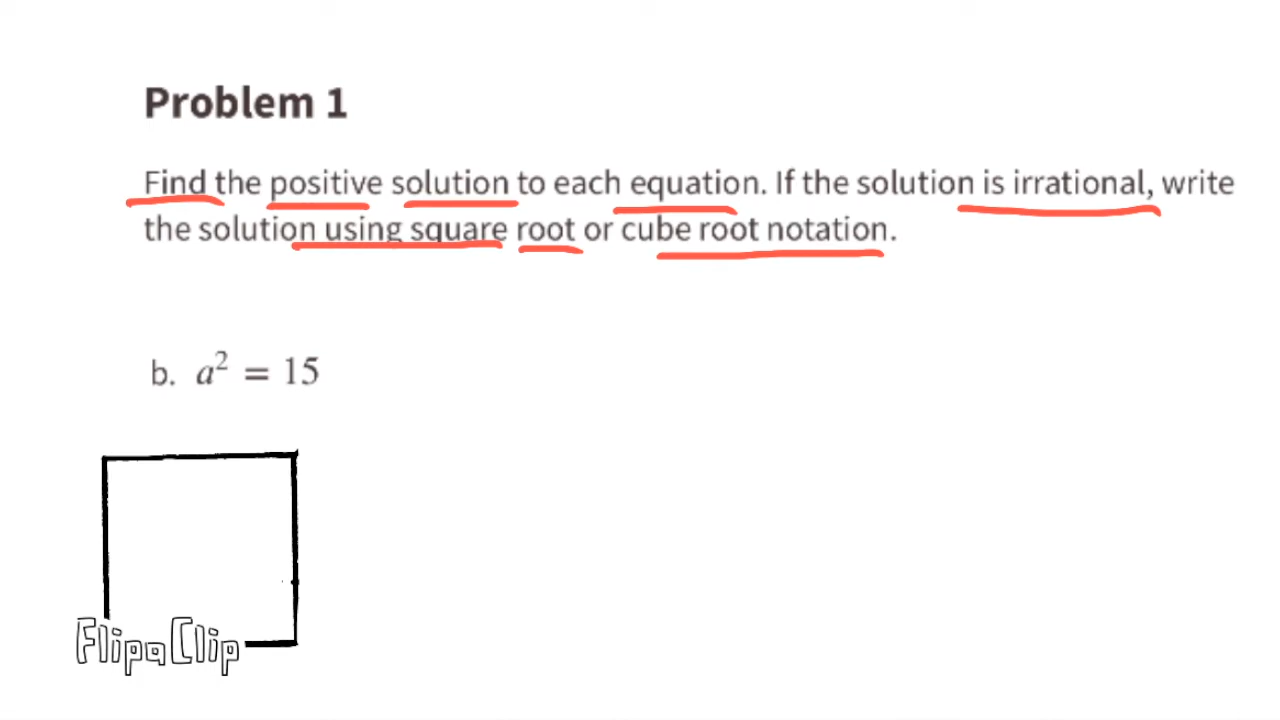 Problem 1
Find the positive solution to each equation. If the solution is irrational, write
the solution using square root or cube root notation.
b. a² = 15
FlipaClip